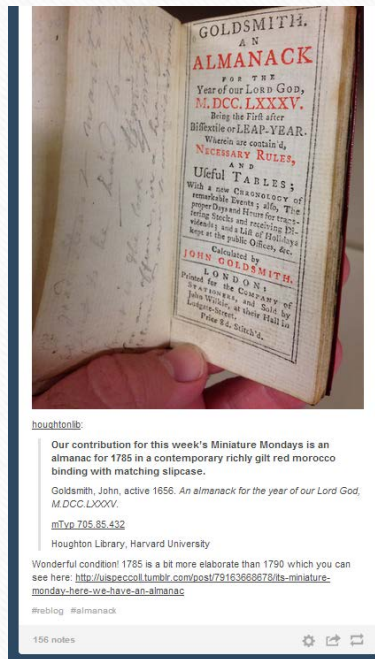 GOLDSMITH.
AN
ALMANACK
FOR THE
Year of our LORD GOD,
M. DCC. LXXXV.
Being the First after
Bissextile or LEAP-YEAR.
Wherein are contain'd,
NECESSARY RULES,
AND
Useful TABLES;
With a new CHRONOLOGY of
remarkable Events; also, The
proper Days and Hours for trans-
fering Stocks and receiving Di-
vidends; and a List of Holidays
kept at the public Offices, &c.
Calculated by
JOHN GOLDSMITH.
LONDON:
Printed for the COMPANY of
STATIONERS, and Sold by
John Wilkie, at their Hall in
Ludgate-Street.
Price 8d. Stitch'd.
houghtonlib:
Our contribution for this week's Miniature Mondays is an
almanac for 1785 in a contemporary richly gilt red morocco
binding with matching slipcase.
Goldsmith, John, active 1656. An almanack for the year of our Lord God,
M.DCC.LXXXV.
mTyp 705.85.432
Houghton Library, Harvard University
Wonderful condition! 1785 is a bit more elaborate than 1790 which you can
see here: http://uispeccoll.tumblr.com/post/79163668678/its-miniature-
monday-here-we-have-an-almanac
#reblog #almanack
156 notes